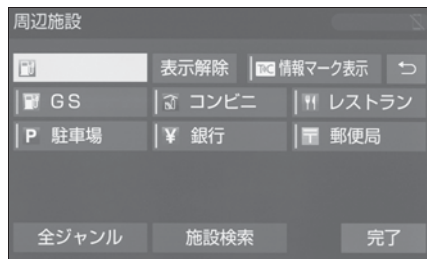 周辺施設
表示解除 TIC 情報マーク表示
GS コンビニ レストラン
P 駐車場 ¥ 銀行 〒 郵便局
全ジャンル 施設検索 完了